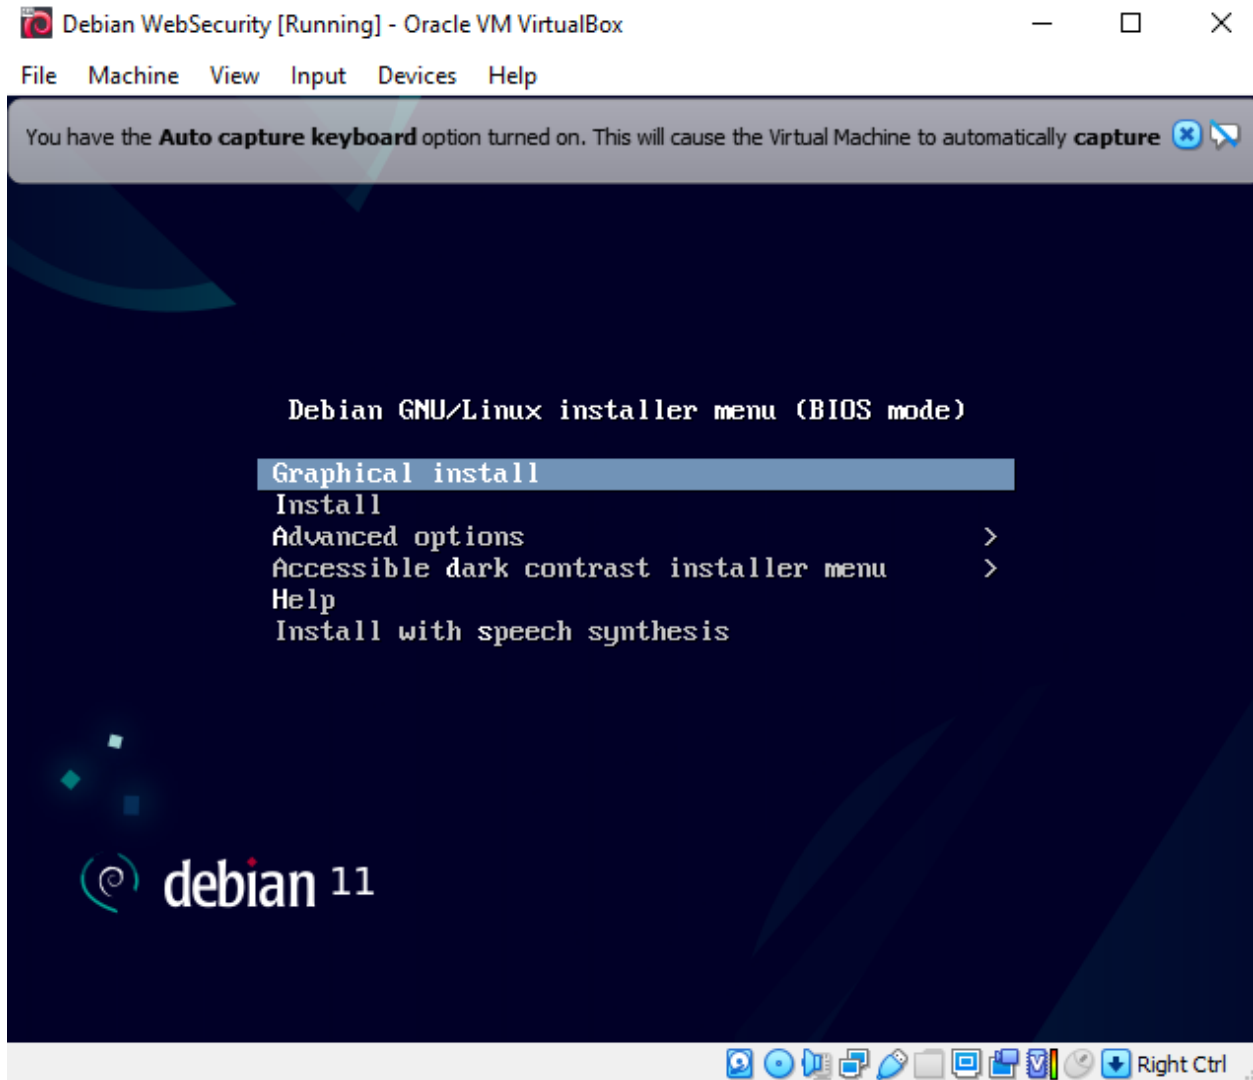 Debian WebSecurity [Running] - Oracle VM VirtualBox
File Machine View Input Devices Help
You have the Auto capture keyboard option turned on. This will cause the Virtual Machine to automatically capture
Debian GNU/Linux installer menu (BIOS mode)
Graphical install
Install
Advanced options >
Accessible dark contrast installer menu >
Help
Install with speech synthesis
debian 11
Right Ctrl